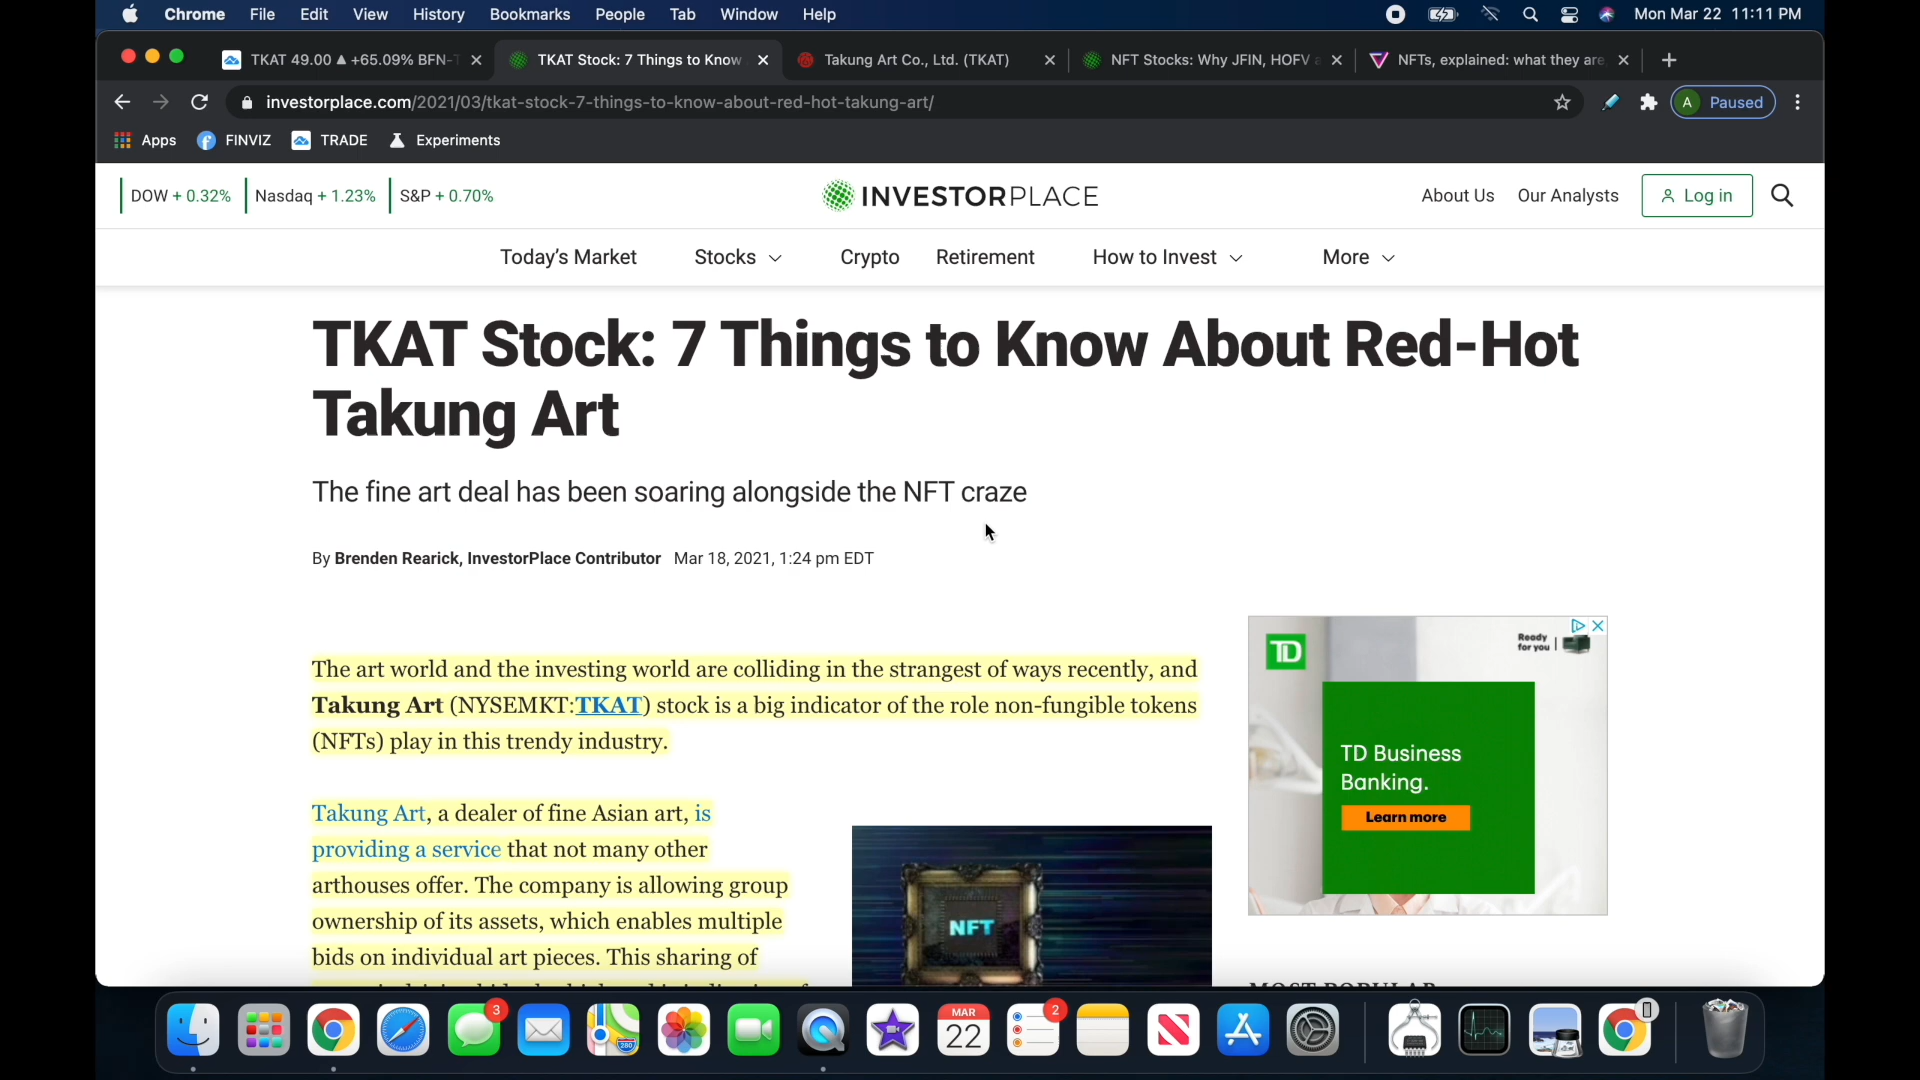 Chrome File Edit View History Bookmarks People Tab Window Help Mon Mar 22 11:11 PM
TKAT 49.00 ▲ +65.09% BFN- TKAT Stock: 7 Things to Know Takung Art Co., Ltd. (TKAT) NFT Stocks: Why JFIN, HOFV NFTs, explained: what they are,
investorplace.com/2021/03/tkat-stock-7-things-to-know-about-red-hot-takung-art/ A Paused
Apps FINVIZ TRADE Experiments
DOW + 0.32% Nasdaq + 1.23% S&P + 0.70% INVESTORPLACE About Us Our Analysts Log in
Today's Market Stocks Crypto Retirement How to Invest More
TKAT Stock: 7 Things to Know About Red-Hot
Takung Art
The fine art deal has been soaring alongside the NFT craze
By Brenden Rearick, InvestorPlace Contributor Mar 18, 2021, 1:24 pm EDT
The art world and the investing world are colliding in the strangest of ways recently, and
Takung Art (NYSEMKT:TKAT) stock is a big indicator of the role non-fungible tokens
(NFTs) play in this trendy industry.
Takung Art, a dealer of fine Asian art, is
providing a service that not many other
arthouses offer. The company is allowing group
ownership of its assets, which enables multiple
bids on individual art pieces. This sharing of
NFT
TD
Ready
for you
TD Business
Banking.
Learn more
MOST POPULAR
3
MAR
22
2
280